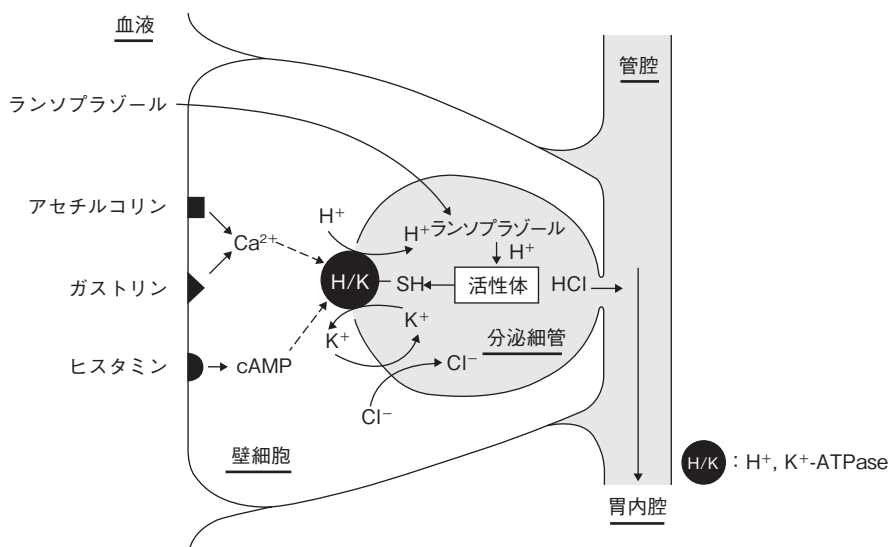 血液
管腔
ランソプラゾール
アセチルコリン
H⁺
H⁺ランソプラゾール
H⁺
Ca²⁺
ガストリン
H/K
SH
活性体
HCl
K⁺
K⁺
分泌細管
ヒスタミン
cAMP
Cl⁻
Cl⁻
壁細胞
H/K：H⁺, K⁺-ATPase
胃内腔